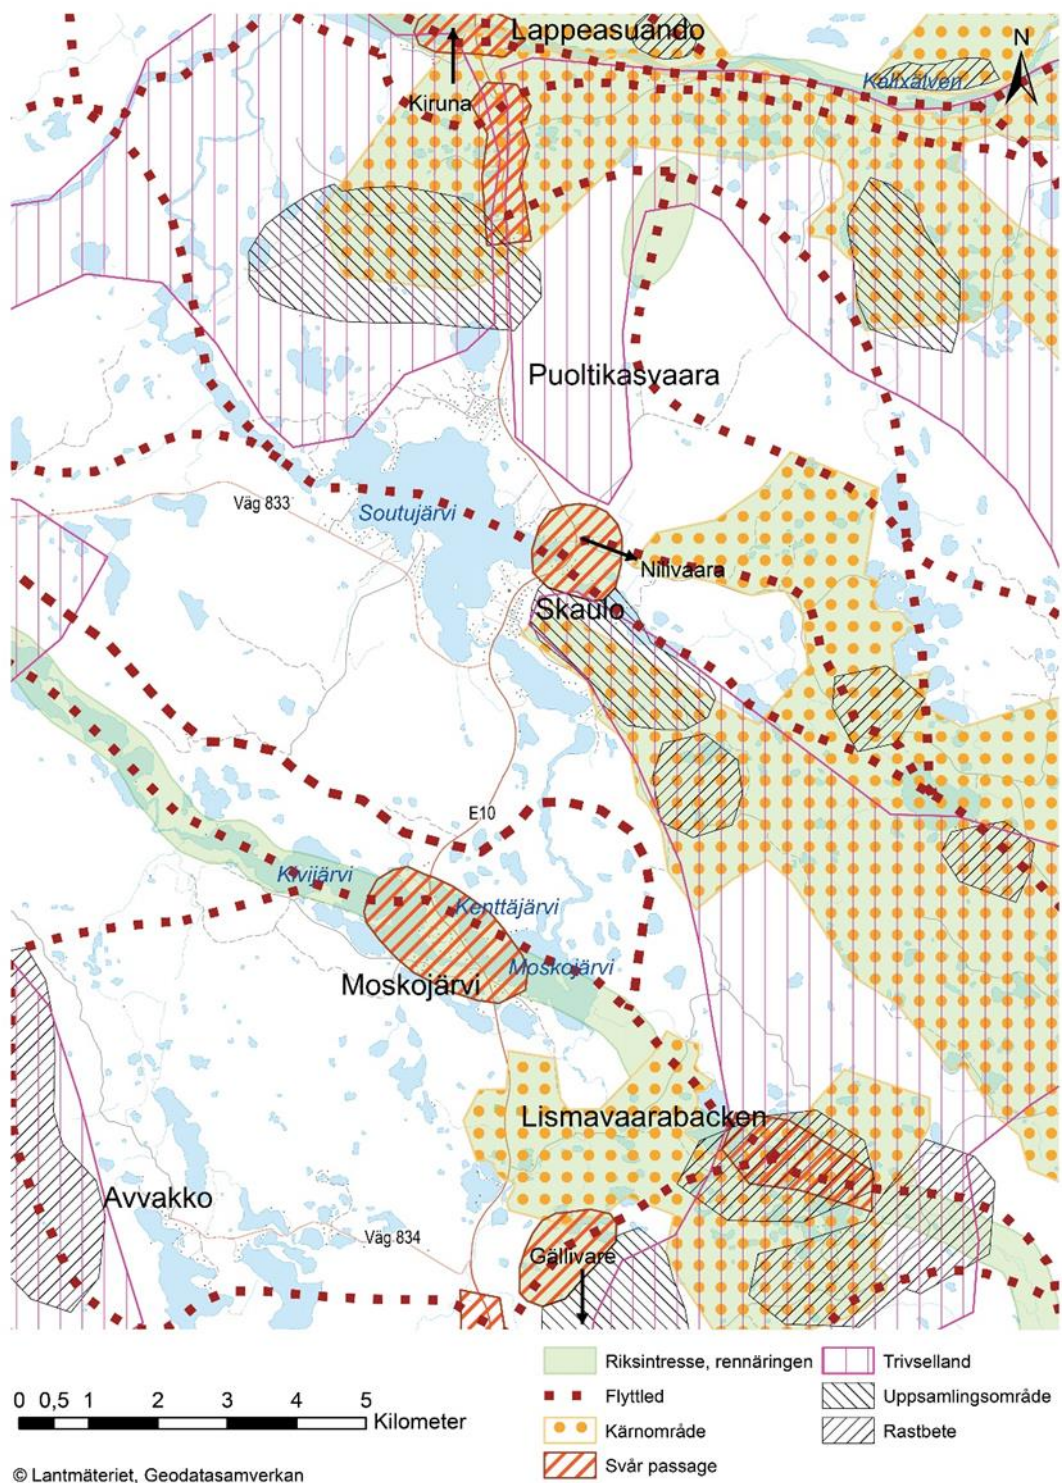 Lappeasuando
N
Kalixälven
Kiruna
Puoltikasvaara
Väg 833
Soutujärvi
Nilivaara
Skaulo
E10
Kivijärvi
Kenttäjärvi
Moskojärvi
Moskojärvi
Lismavaarabacken
Avvakko
Väg 834
Gällivare
Riksintresse, rennäringen
Flyttled
Kärnområde
Svår passage
Trivselland
Uppsamlingsområde
Rastbete
0 0,5 1 2 3 4 5
Kilometer
© Lantmäteriet, Geodatasamverkan